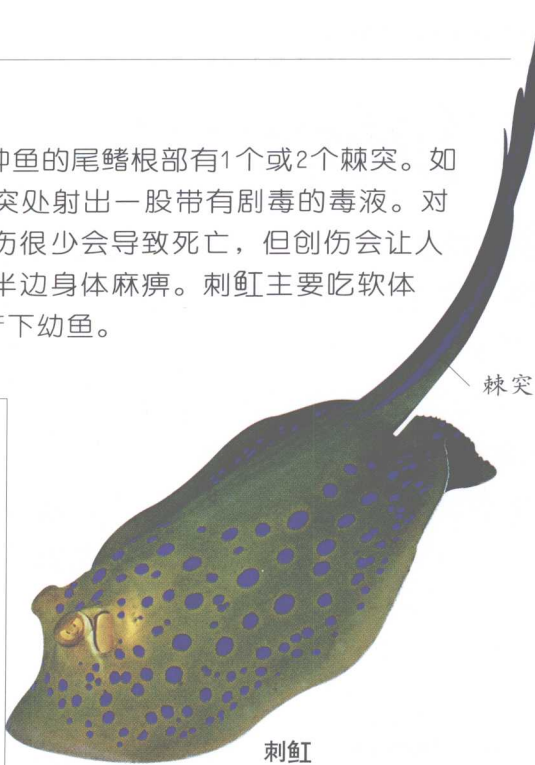 鱼的尾鳍根部有1个或2个棘突。如
突处射出一股带有剧毒的毒液。对
伤很少会导致死亡，但创伤会让人
半边身体麻痹。刺魟主要吃软体
下幼鱼。
棘突
刺魟